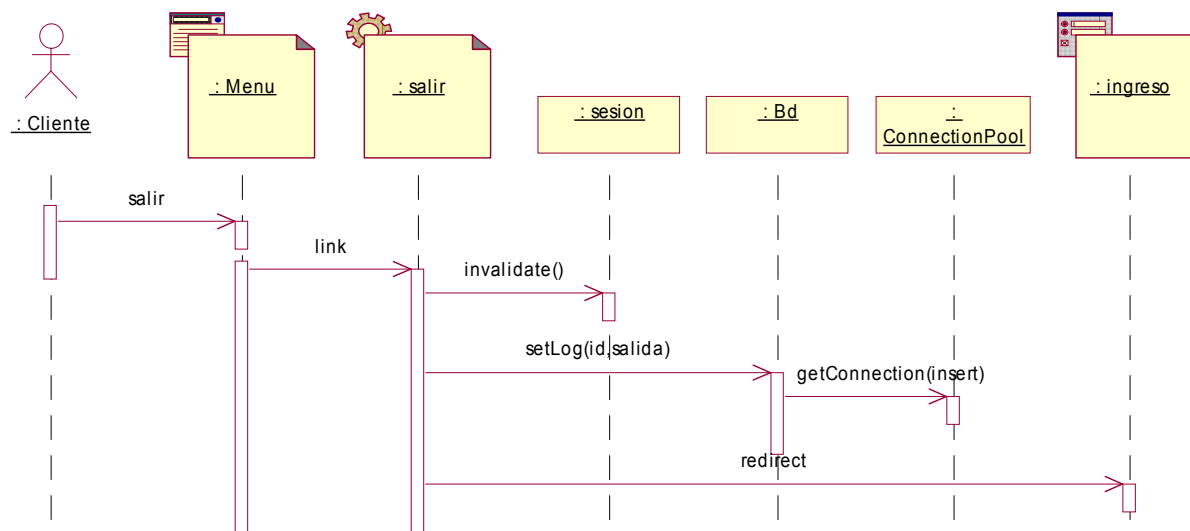 : Cliente
: Menu
: salir
: sesion
: Bd
:
ConnectionPool
: ingreso
salir
link
invalidate()
setLog(id,salida)
getConnection(insert)
redirect